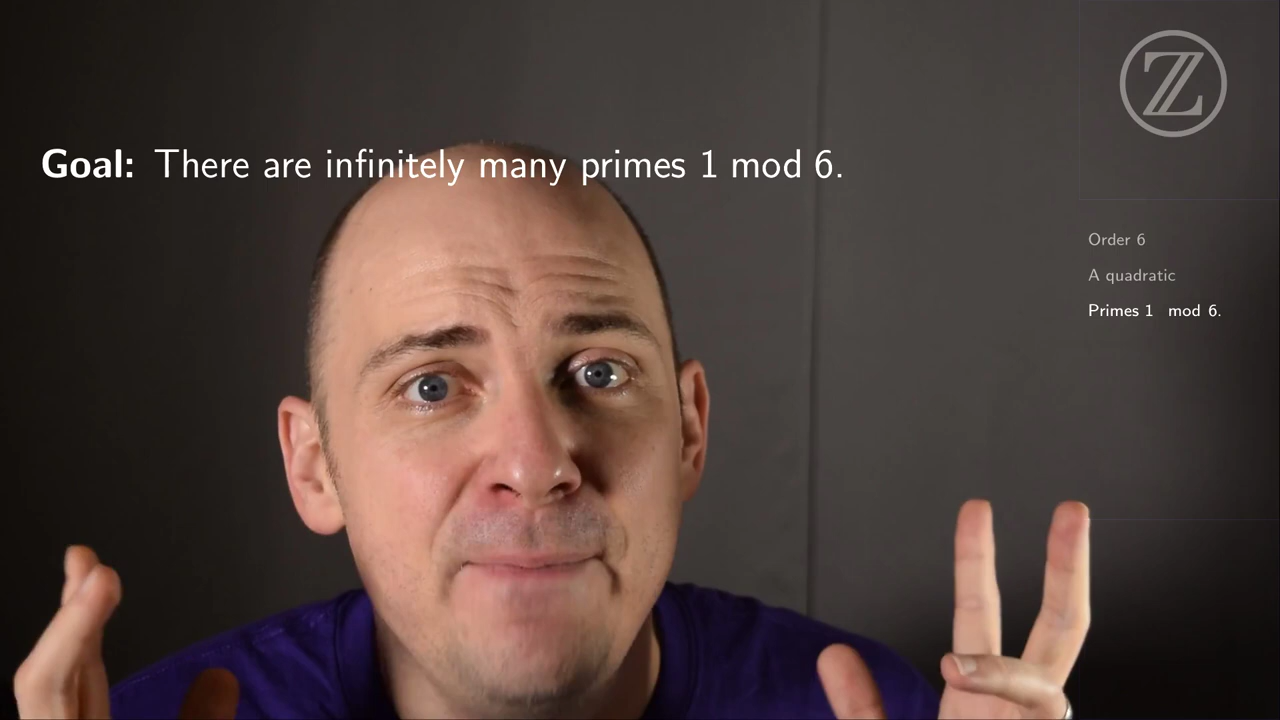 Goal: There are infinitely many primes 1 mod 6.
ℤ
Order 6
A quadratic
Primes 1 mod 6.